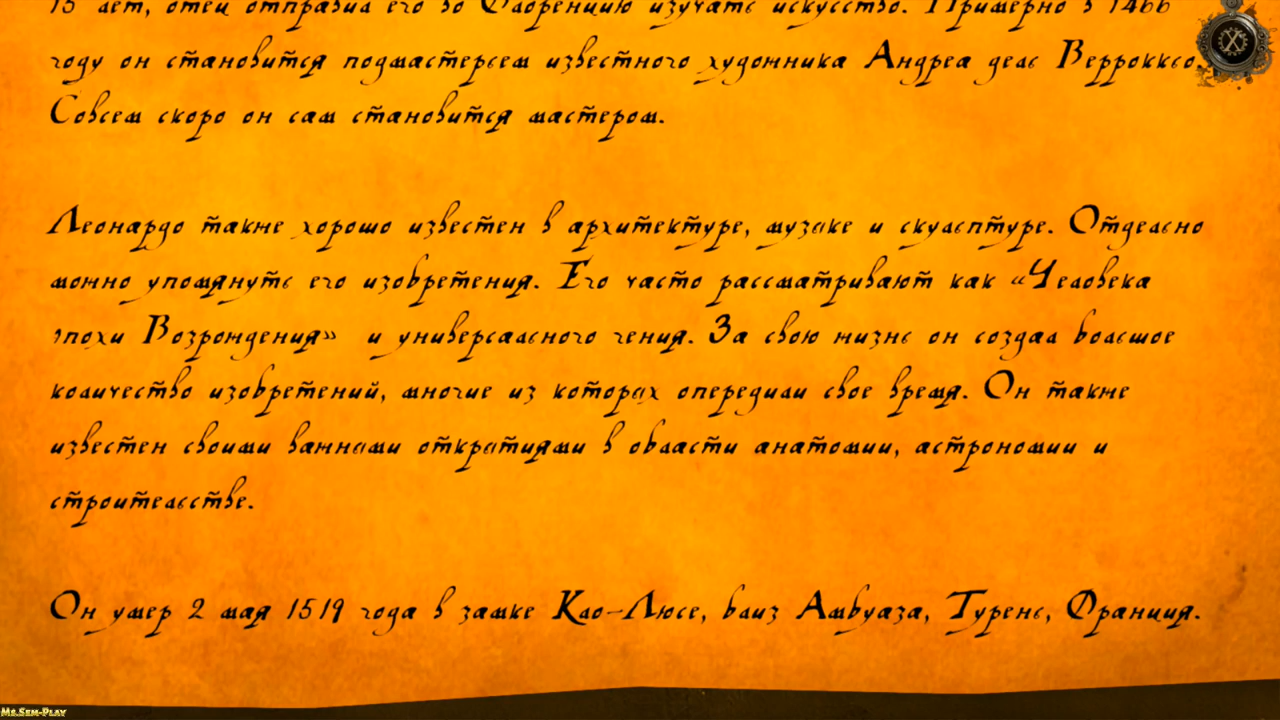 15 лет, отец отправил его во Флоренцию изучать искусство. Примерно в 1466
году он становится подмастерьем известного художника Андреа дель Верроккьо.
Совсем скоро он сам становится мастером.
Леонардо также хорошо известен в архитектуре, музыке и скульптуре. Отдельно
можно упомянуть его изобретения. Его часто рассматривают как «Человека
эпохи Возрождения» и универсального гения. За свою жизнь он создал большое
количество изобретений, многие из которых опередили свое время. Он также
известен своими важными открытиями в области анатомии, астрономии и
строительстве.
Он умер 2 мая 1519 года в замке Кло-Люсе, близ Амбуаза, Турень, Франция.
Ms.Sem-Play